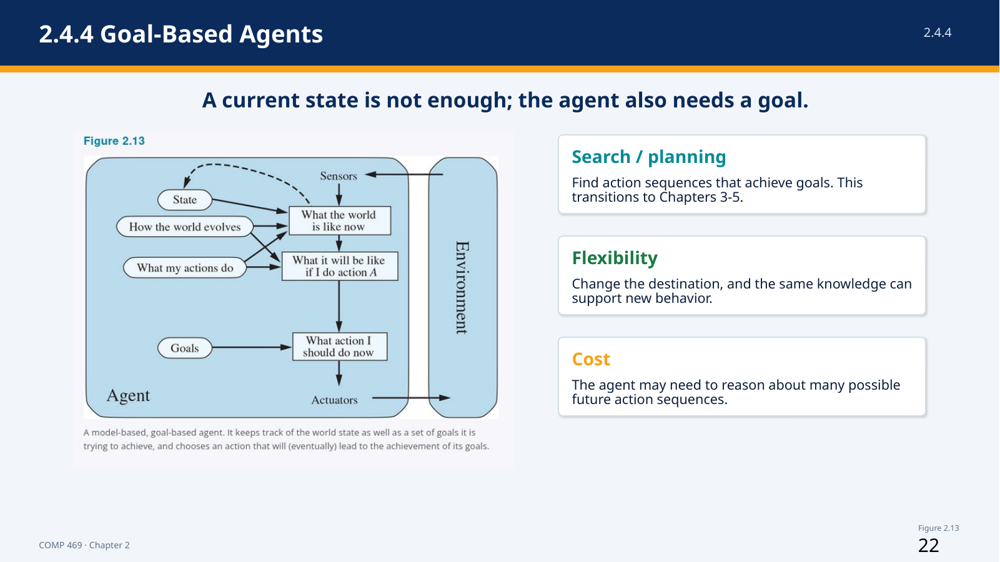 2.4.4 Goal-Based Agents
2.4.4
A current state is not enough; the agent also needs a goal.
Figure 2.13
Sensors
State
What the world
is like now
How the world evolves
What it will be like
if I do action A
What my actions do
Environment
What action I
should do now
Goals
Agent
Actuators
A model-based, goal-based agent. It keeps track of the world state as well as a set of goals it is
trying to achieve, and chooses an action that will (eventually) lead to the achievement of its goals.
Search / planning
Find action sequences that achieve goals. This
transitions to Chapters 3-5.
Flexibility
Change the destination, and the same knowledge can
support new behavior.
Cost
The agent may need to reason about many possible
future action sequences.
Figure 2.13
COMP 469 · Chapter 2
22